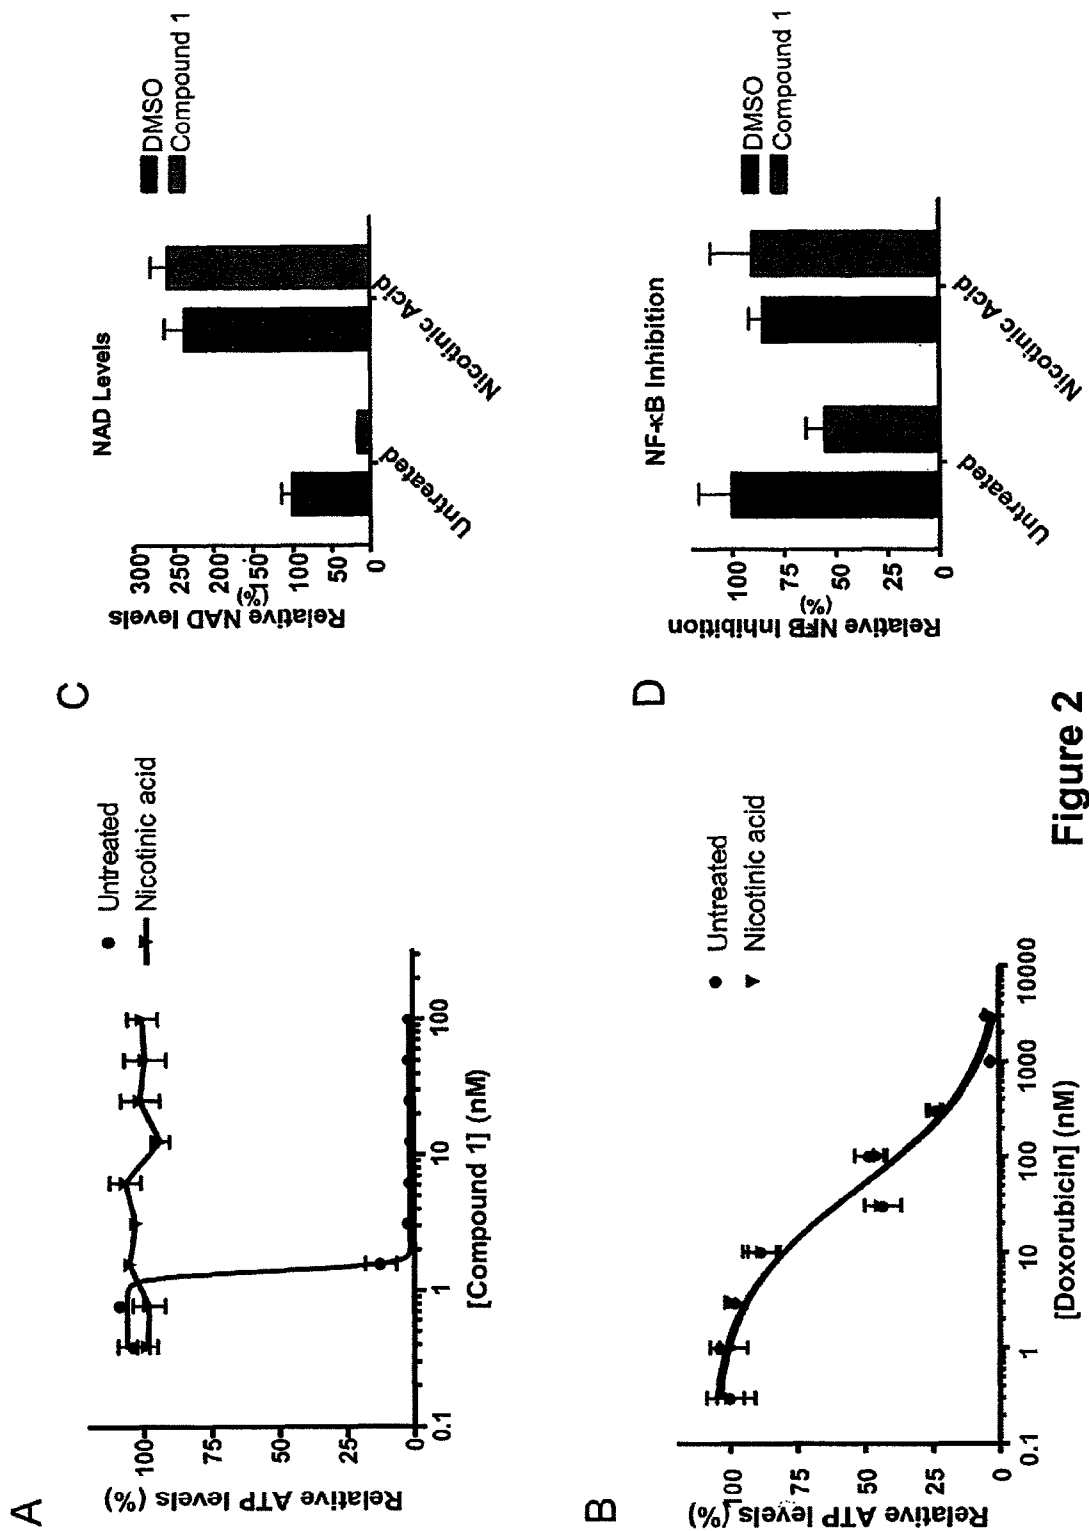 A
Relative ATP levels (%)
100
75
50
25
0
0.1
1
10
100
[Compound 1] (nM)
Untreated
Nicotinic acid
B
Relative ATP levels (%)
100
75
50
25
0
0.1
1
10
100
1000
10000
[Doxorubicin] (nM)
Untreated
Nicotinic acid
C
NAD Levels
Relative NAD levels
(%)
300
250
200
150
100
50
0
Untreated
Nicotinic Acid
DMSO
Compound 1
D
NF-κB Inhibition
Relative NFB Inhibition
(%)
100
75
50
25
0
Untreated
Nicotinic Acid
DMSO
Compound 1
Figure 2